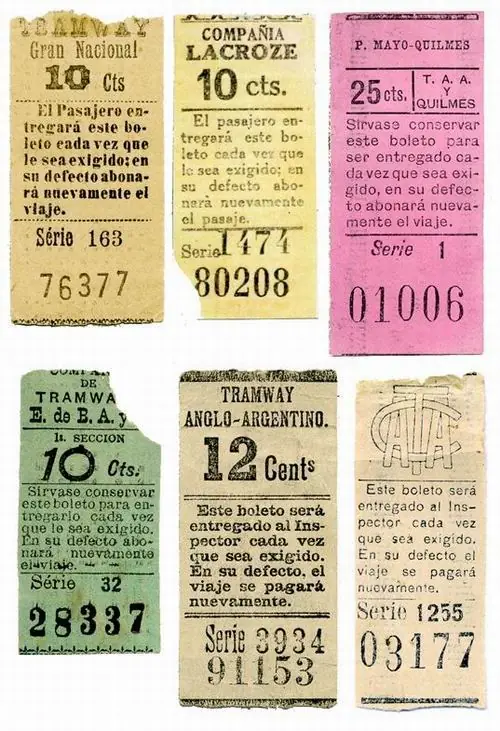 TRAMWAY
Gran Nacional
10 Cts
El Pasajero en-
tregará este bo-
leto cada vez que
le sea exigido; en
su defecto abona-
rá nuevamente el
viaje.
Série 163
76377
COMPAÑIA
LACROZE
10 cts.
El pasajero en-
tregará este bo-
leto cada vez que
le sea exigido; en
su defecto abo-
nará nuevamente
el pasaje.
Serie 1474
80208
P. MAYO-QUILMES
25 cts.
T. A. A.
Y
QUILMES
Sírvase conservar
este boleto para
ser entregado ca-
da vez que sea exi-
gido, en su defec-
to abonará nueva-
mente el viaje.
Serie 1
01006
DE
TRAMWA
E. de B. A. y
1a. SECCION
10 Cts.
Sírvase conservar
este boleto para en-
tregarlo cada vez
que le sea exigido.
En su defecto abo-
nará nuevamente
el viaje.
Série 32
28337
TRAMWAY
ANGLO-ARGENTINO.
12 Cents
Este boleto será
entregado al Ins-
pector cada vez
que sea exigido.
En su defecto, el
viaje se pagará
nuevamente.
Serie 3934
91153
Este boleto será
entregado al Ins-
pector cada vez
que sea exigido.
En su defecto el
viaje se pagará
nuevamente.
Serie 1255
03177